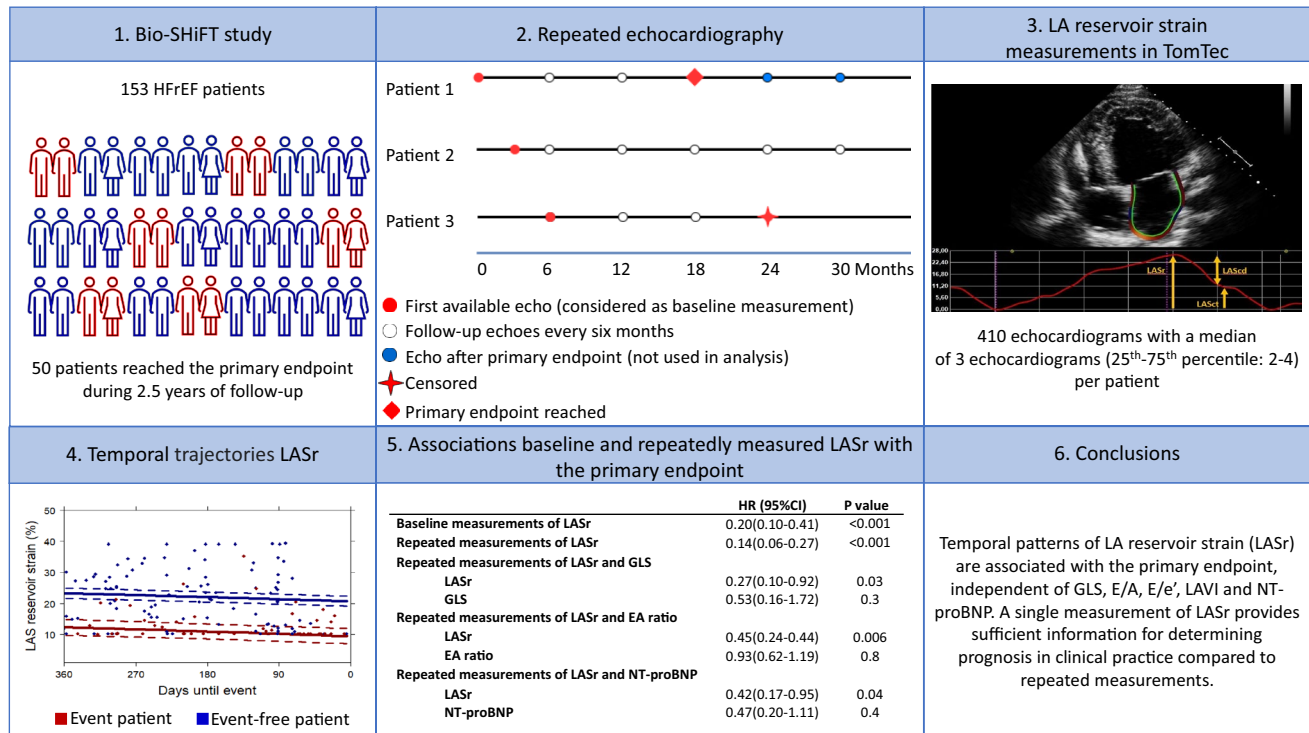 1. Bio-SHiFT study
153 HFrEF patients
50 patients reached the primary endpoint
during 2.5 years of follow-up
2. Repeated echocardiography
Patient 1
Patient 2
Patient 3
0 6 12 18 24 30 Months
First available echo (considered as baseline measurement)
Follow-up echoes every six months
Echo after primary endpoint (not used in analysis)
Censored
Primary endpoint reached
3. LA reservoir strain
measurements in TomTec
28,00
22,40
16,80
11,20
5,60
0,00
LASr
LAScd
LASct
410 echocardiograms with a median
of 3 echocardiograms (25th-75th percentile: 2-4)
per patient
4. Temporal trajectories LASr
LAS reservoir strain (%)
50
40
30
20
10
360 270 180 90 0
Days until event
Event patient Event-free patient
5. Associations baseline and repeatedly measured LASr with
the primary endpoint
HR (95%CI) P value
Baseline measurements of LASr 0.20(0.10-0.41) <0.001
Repeated measurements of LASr 0.14(0.06-0.27) <0.001
Repeated measurements of LASr and GLS
LASr 0.27(0.10-0.92) 0.03
GLS 0.53(0.16-1.72) 0.3
Repeated measurements of LASr and EA ratio
LASr 0.45(0.24-0.44) 0.006
EA ratio 0.93(0.62-1.19) 0.8
Repeated measurements of LASr and NT-proBNP
LASr 0.42(0.17-0.95) 0.04
NT-proBNP 0.47(0.20-1.11) 0.4
6. Conclusions
Temporal patterns of LA reservoir strain (LASr)
are associated with the primary endpoint,
independent of GLS, E/A, E/e’, LAVI and NT-
proBNP. A single measurement of LASr provides
sufficient information for determining
prognosis in clinical practice compared to
repeated measurements.